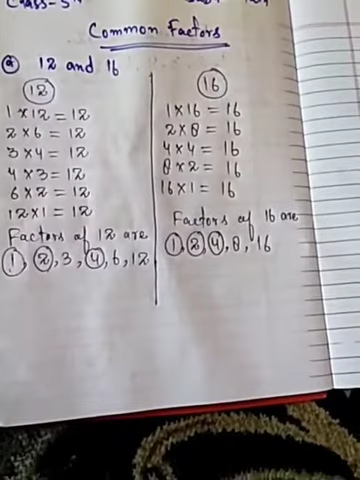 Class-5
Common Factors
a 12 and 16
12
1 × 12 = 12
2 × 6 = 12
3 × 4 = 12
4 × 3 = 12
6 × 2 = 12
12 × 1 = 12
Factors of 12 are
1, 2, 3, 4, 6, 12
16
1 × 16 = 16
2 × 8 = 16
4 × 4 = 16
8 × 2 = 16
16 × 1 = 16
Factors of 16 are
1, 2, 4, 8, 16